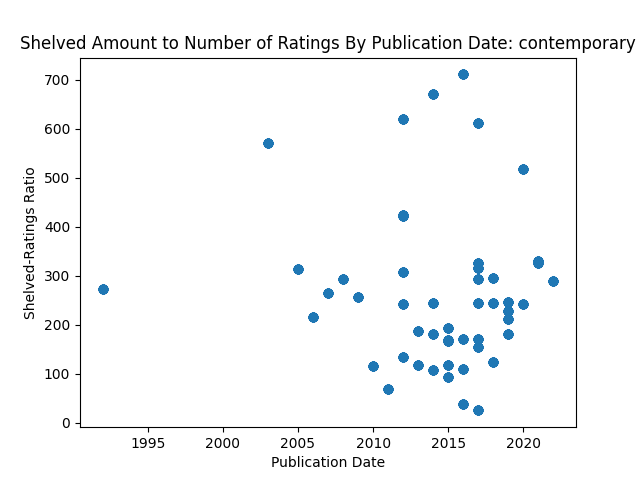 Shelved Amount to Number of Ratings By Publication Date: contemporary
700
600
500
400
300
200
100
0
Shelved-Ratings Ratio
1995 2000 2005 2010 2015 2020
Publication Date